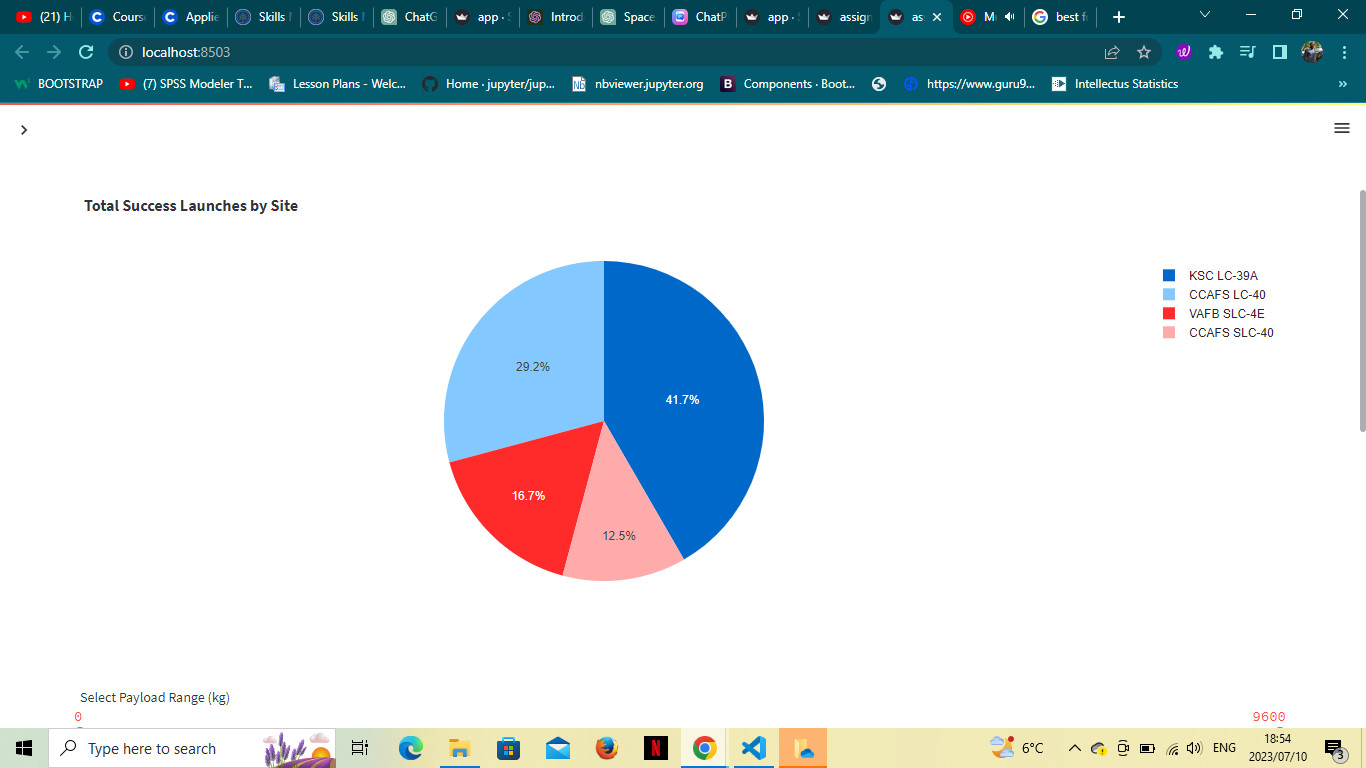 (21) H Course Applie Skills N Skills N ChatG app · S Introd Space ChatP app · assign as M best fo
localhost:8503
BOOTSTRAP (7) SPSS Modeler T... Lesson Plans - Welc... Home · jupyter/jup... nbviewer.jupyter.org Components · Boot... https://www.guru9... Intellectus Statistics »
Total Success Launches by Site
KSC LC-39A
CCAFS LC-40
VAFB SLC-4E
CCAFS SLC-40
29.2%
41.7%
16.7%
12.5%
Select Payload Range (kg)
0 9600
Type here to search 6°C ENG 18:54
2023/07/10 3